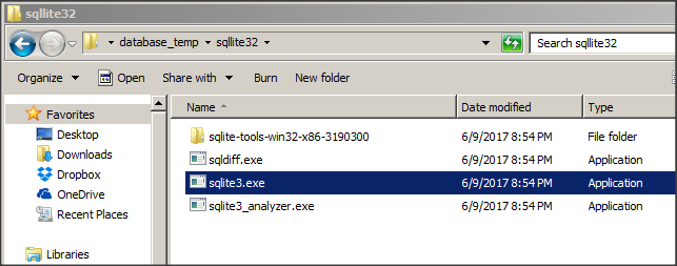 sqllite32
database_temp sqllite32 Search sqllite32
Organize Open Share with Burn New folder
Favorites
Desktop
Downloads
Dropbox
OneDrive
Recent Places
Libraries
Name Date modified Type
sqlite-tools-win32-x86-3190300 6/9/2017 8:54 PM File folder
sqldiff.exe 6/9/2017 8:54 PM Application
sqlite3.exe 6/9/2017 8:54 PM Application
sqlite3_analyzer.exe 6/9/2017 8:54 PM Application